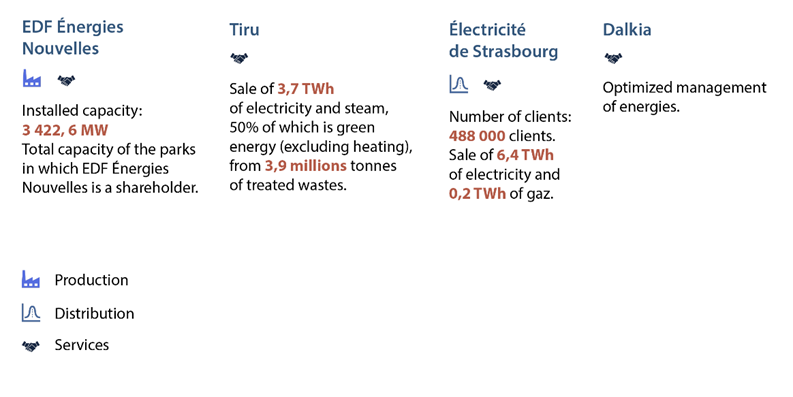 EDF Énergies
Nouvelles
Installed capacity:
3 422, 6 MW
Total capacity of the parks
in which EDF Énergies
Nouvelles is a shareholder.
Tiru
Sale of 3,7 TWh
of electricity and steam,
50% of which is green
energy (excluding heating),
from 3,9 millions tonnes
of treated wastes.
Électricité
de Strasbourg
Number of clients:
488 000 clients.
Sale of 6,4 TWh
of electricity and
0,2 TWh of gaz.
Dalkia
Optimized management
of energies.
Production
Distribution
Services